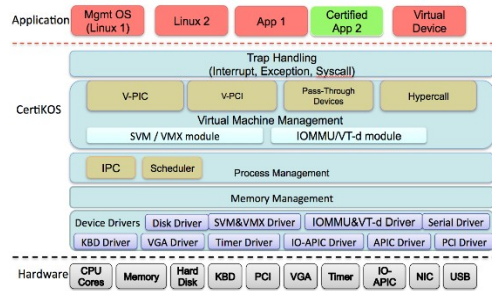 Application
Mgmt OS
(Linux 1)
Linux 2
App 1
Certified
App 2
Virtual
Device
Trap Handling
(Interrupt, Exception, Syscall)
CertiKOS
V-PIC
V-PCI
Pass-Through
Devices
Hypercall
Virtual Machine Management
SVM / VMX module
IOMMU/VT-d module
IPC
Scheduler
Process Management
Memory Management
Device Drivers
Disk Driver
SVM&VMX Driver
IOMMU&VT-d Driver
Serial Driver
KBD Driver
VGA Driver
Timer Driver
IO-APIC Driver
APIC Driver
PCI Driver
Hardware
CPU
Cores
Memory
Hard
Disk
KBD
PCI
VGA
Timer
IO-
APIC
NIC
USB